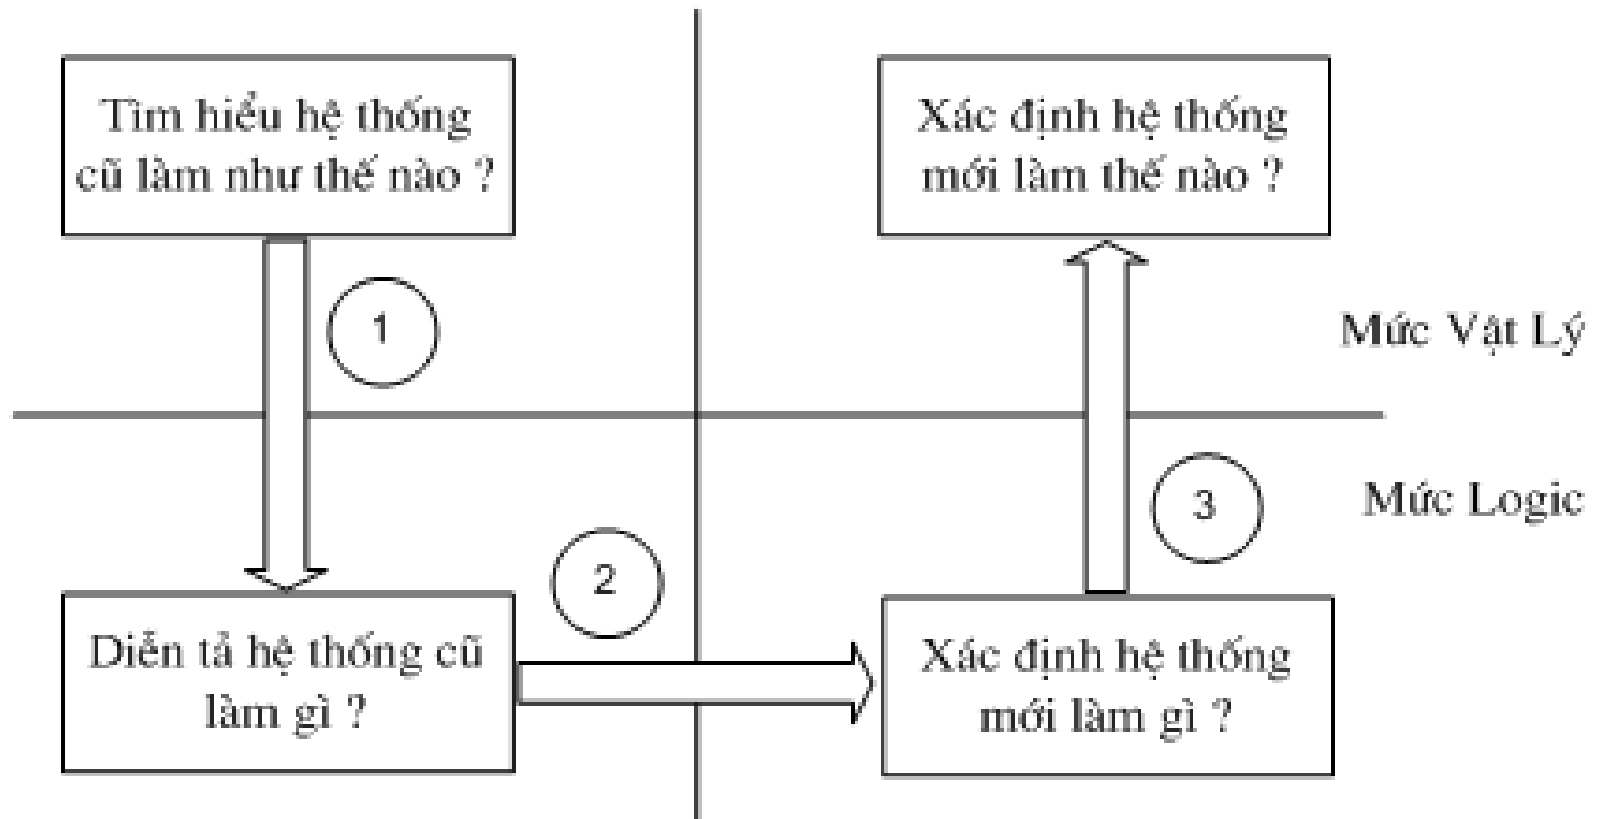 Tìm hiểu hệ thống
cũ làm như thế nào ?
Xác định hệ thống
mới làm thế nào ?
1
Mức Vật Lý
Mức Logic
3
2
Diễn tả hệ thống cũ
làm gì ?
Xác định hệ thống
mới làm gì ?